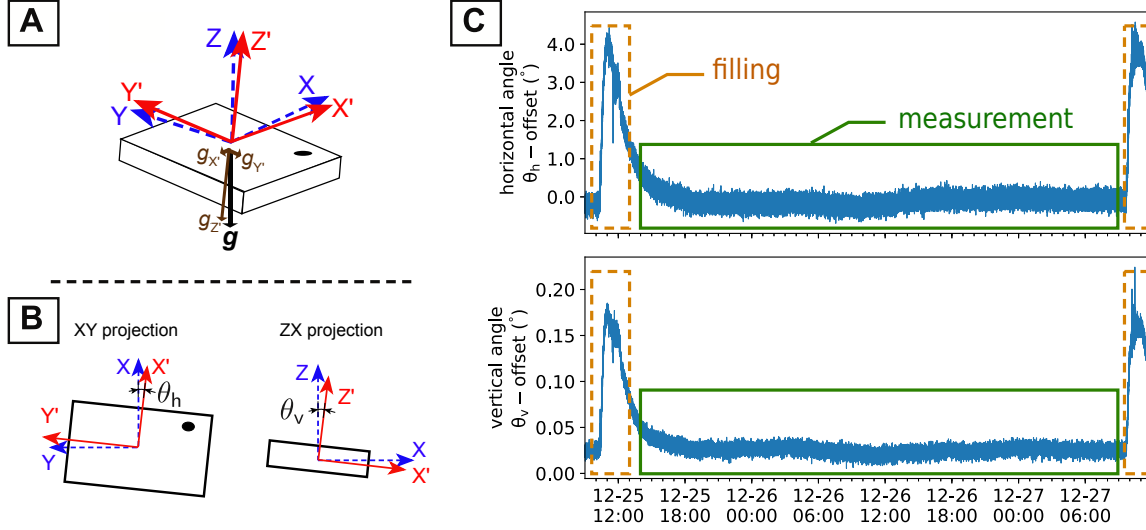 A
Z
Z'
Y'
Y
X
X'
gX'
gY'
gZ'
g
B
XY projection
ZX projection
X
X'
θh
Y'
Y
Z
Z'
θv
X
X'
C
horizontal angle
θh − offset (°)
4.0
3.0
2.0
1.0
0.0
filling
measurement
vertical angle
θv − offset (°)
0.20
0.15
0.10
0.05
0.00
12-25 12-25 12-26 12-26 12-26 12-26 12-27 12-27
12:00 18:00 00:00 06:00 12:00 18:00 00:00 06:00